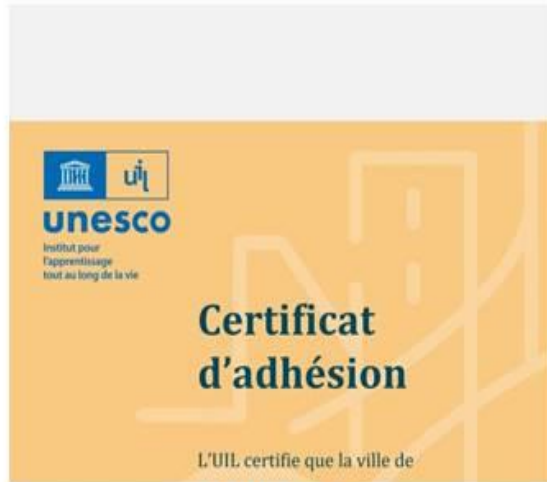 uil
unesco
Institut pour
l'apprentissage
tout au long de la vie
Certificat
d'adhésion
L'UIL certifie que la ville de